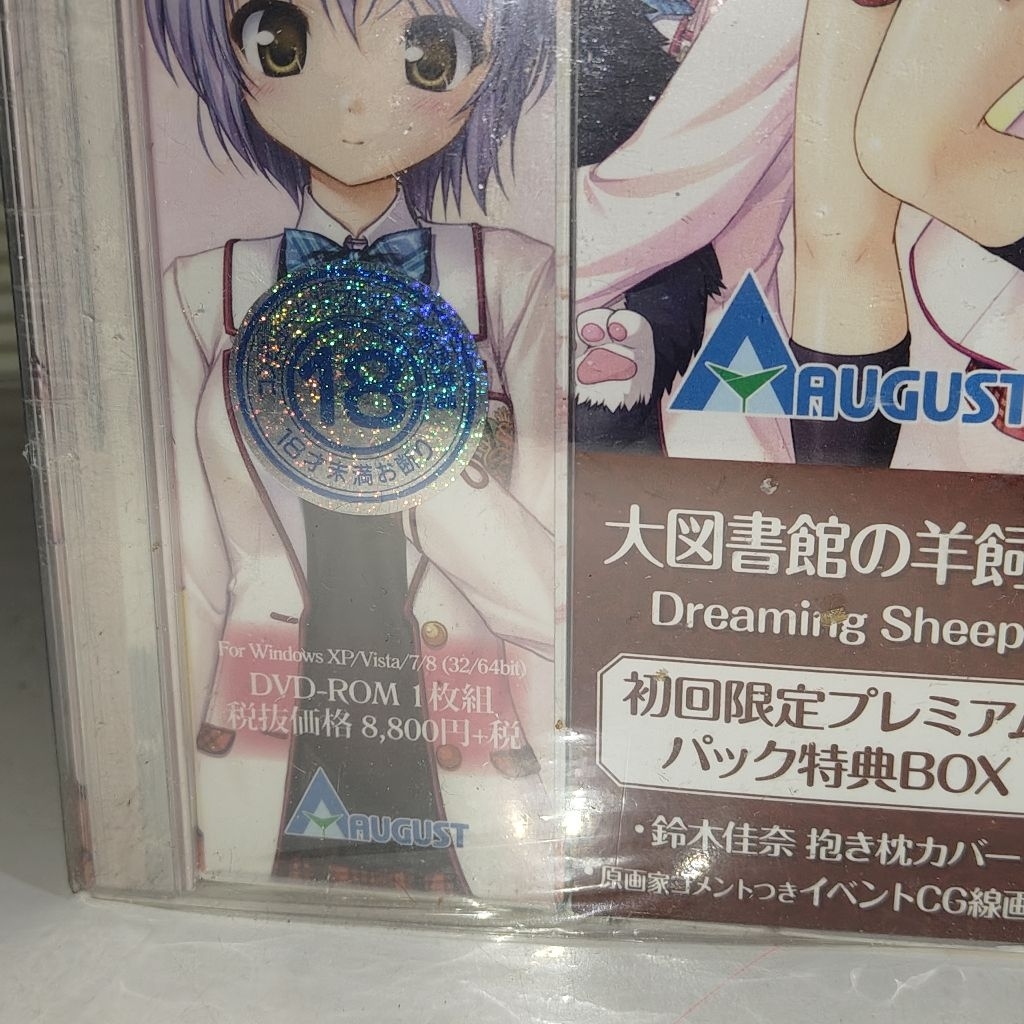 18
18才未満お断り
For Windows XP/Vista/7/8 (32/64bit)
DVD-ROM 1枚組
税抜価格 8,800円+税
AUGUST
AUGUST
大図書館の羊飼
Dreaming Sheep
初回限定プレミアム
パック特典BOX
・鈴木佳奈 抱き枕カバー
・原画家コメントつきイベントCG線画